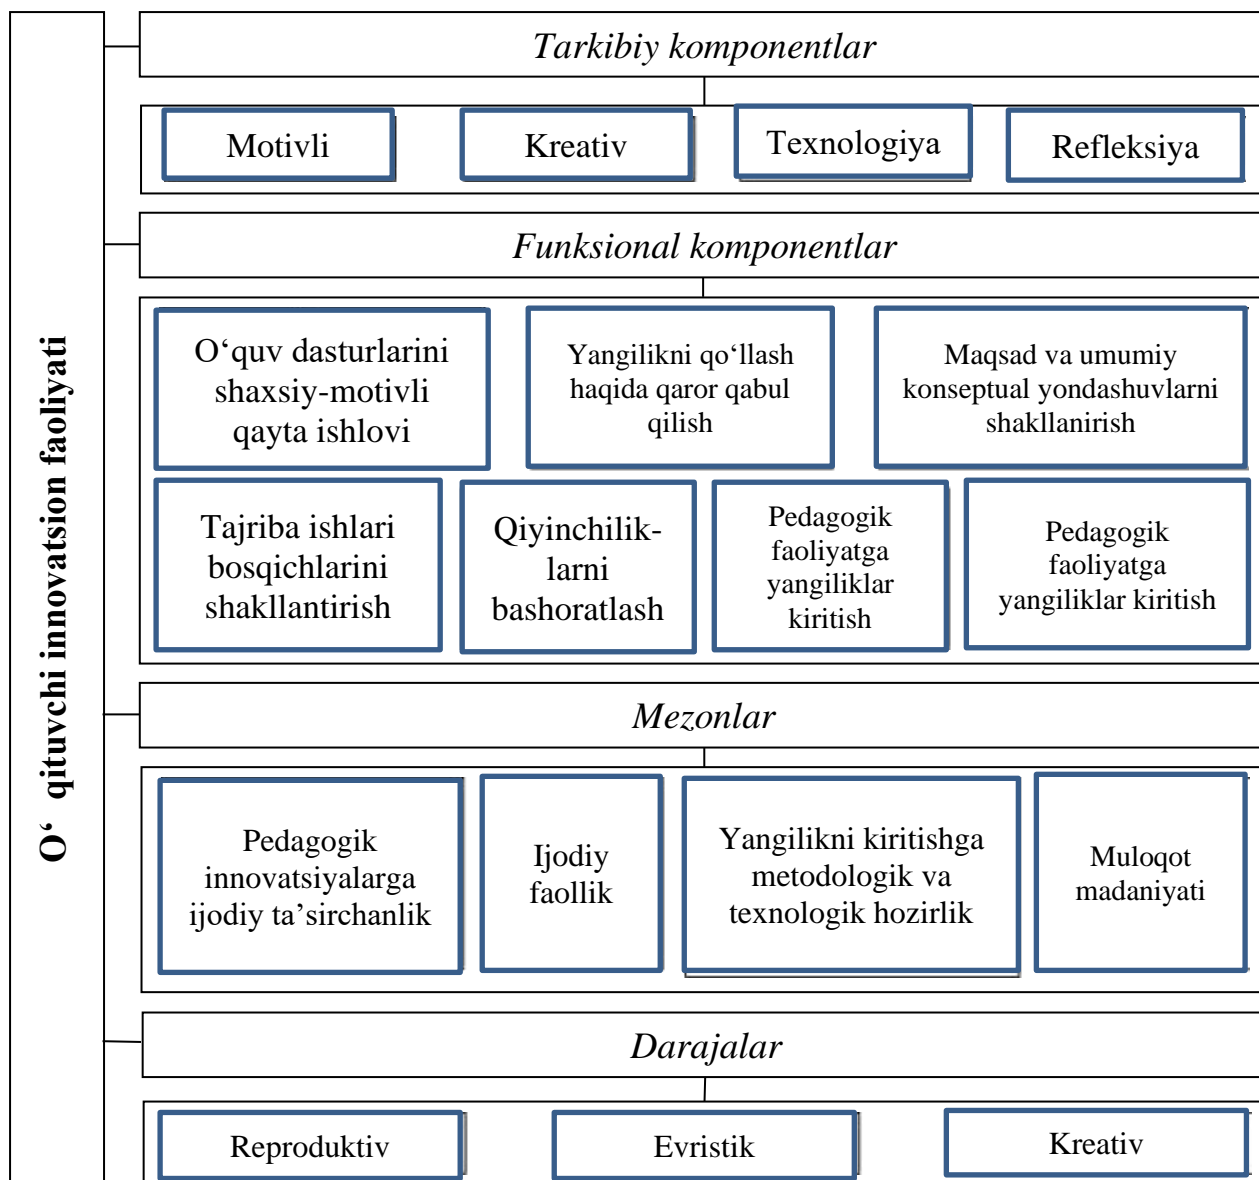 O‘ qituvchi innovatsion faoliyati
Tarkibiy komponentlar
Motivli
Kreativ
Texnologiya
Refleksiya
Funksional komponentlar
O‘quv dasturlarini
shaxsiy-motivli
qayta ishlovi
Yangilikni qo‘llash
haqida qaror qabul
qilish
Maqsad va umumiy
konseptual yondashuvlarni
shakllanirish
Tajriba ishlari
bosqichlarini
shakllantirish
Qiyinchilik-
larni
bashoratlash
Pedagogik
faoliyatga
yangiliklar
kiritish
Pedagogik
faoliyatga
yangiliklar kiritish
Mezonlar
Pedagogik
innovatsiyalarga
ijodiy ta’sirchanlik
Ijodiy
faollik
Yangilikni kiritishga
metodologik va
texnologik hozirlik
Muloqot
madaniyati
Darajalar
Reproduktiv
Evristik
Kreativ